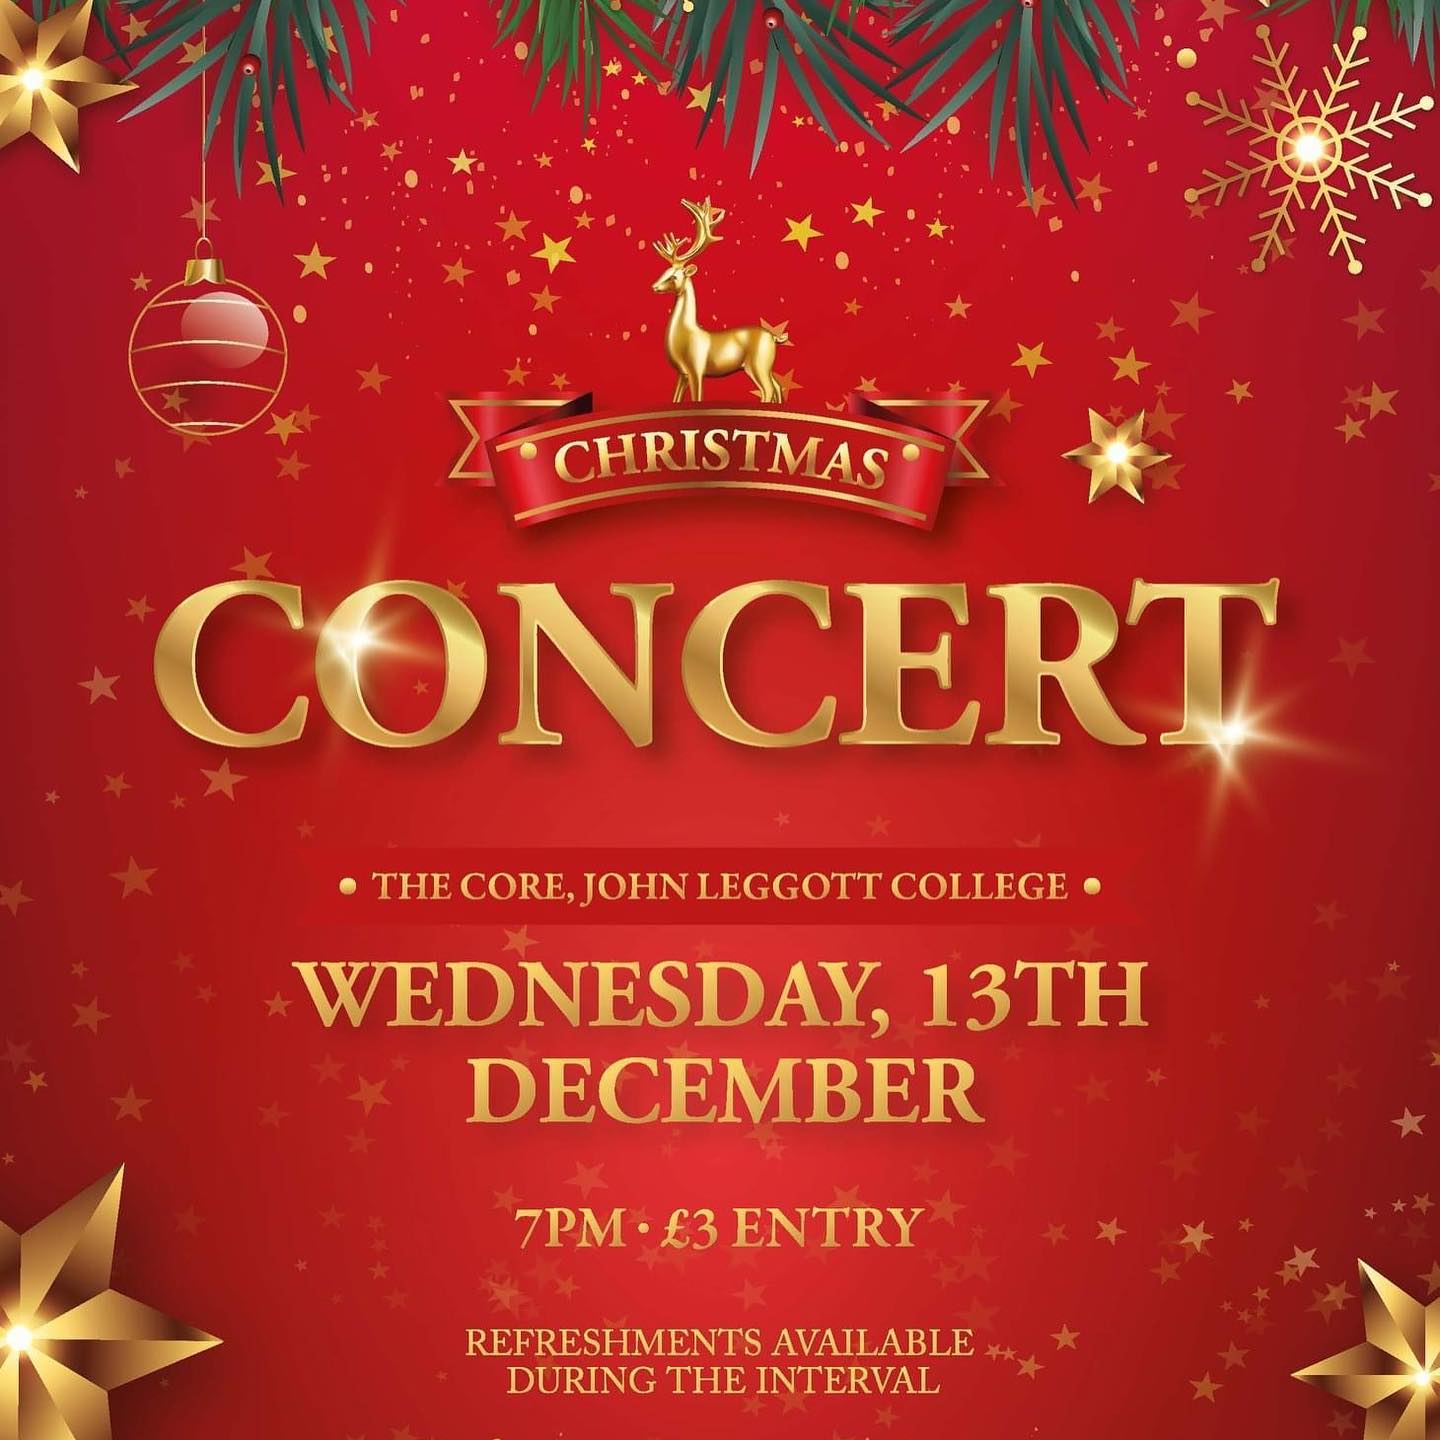 CHRISTMAS
CONCERT
• THE CORE, JOHN LEGGOTT COLLEGE •
WEDNESDAY, 13TH
DECEMBER
7PM • £3 ENTRY
REFRESHMENTS AVAILABLE
DURING THE INTERVAL